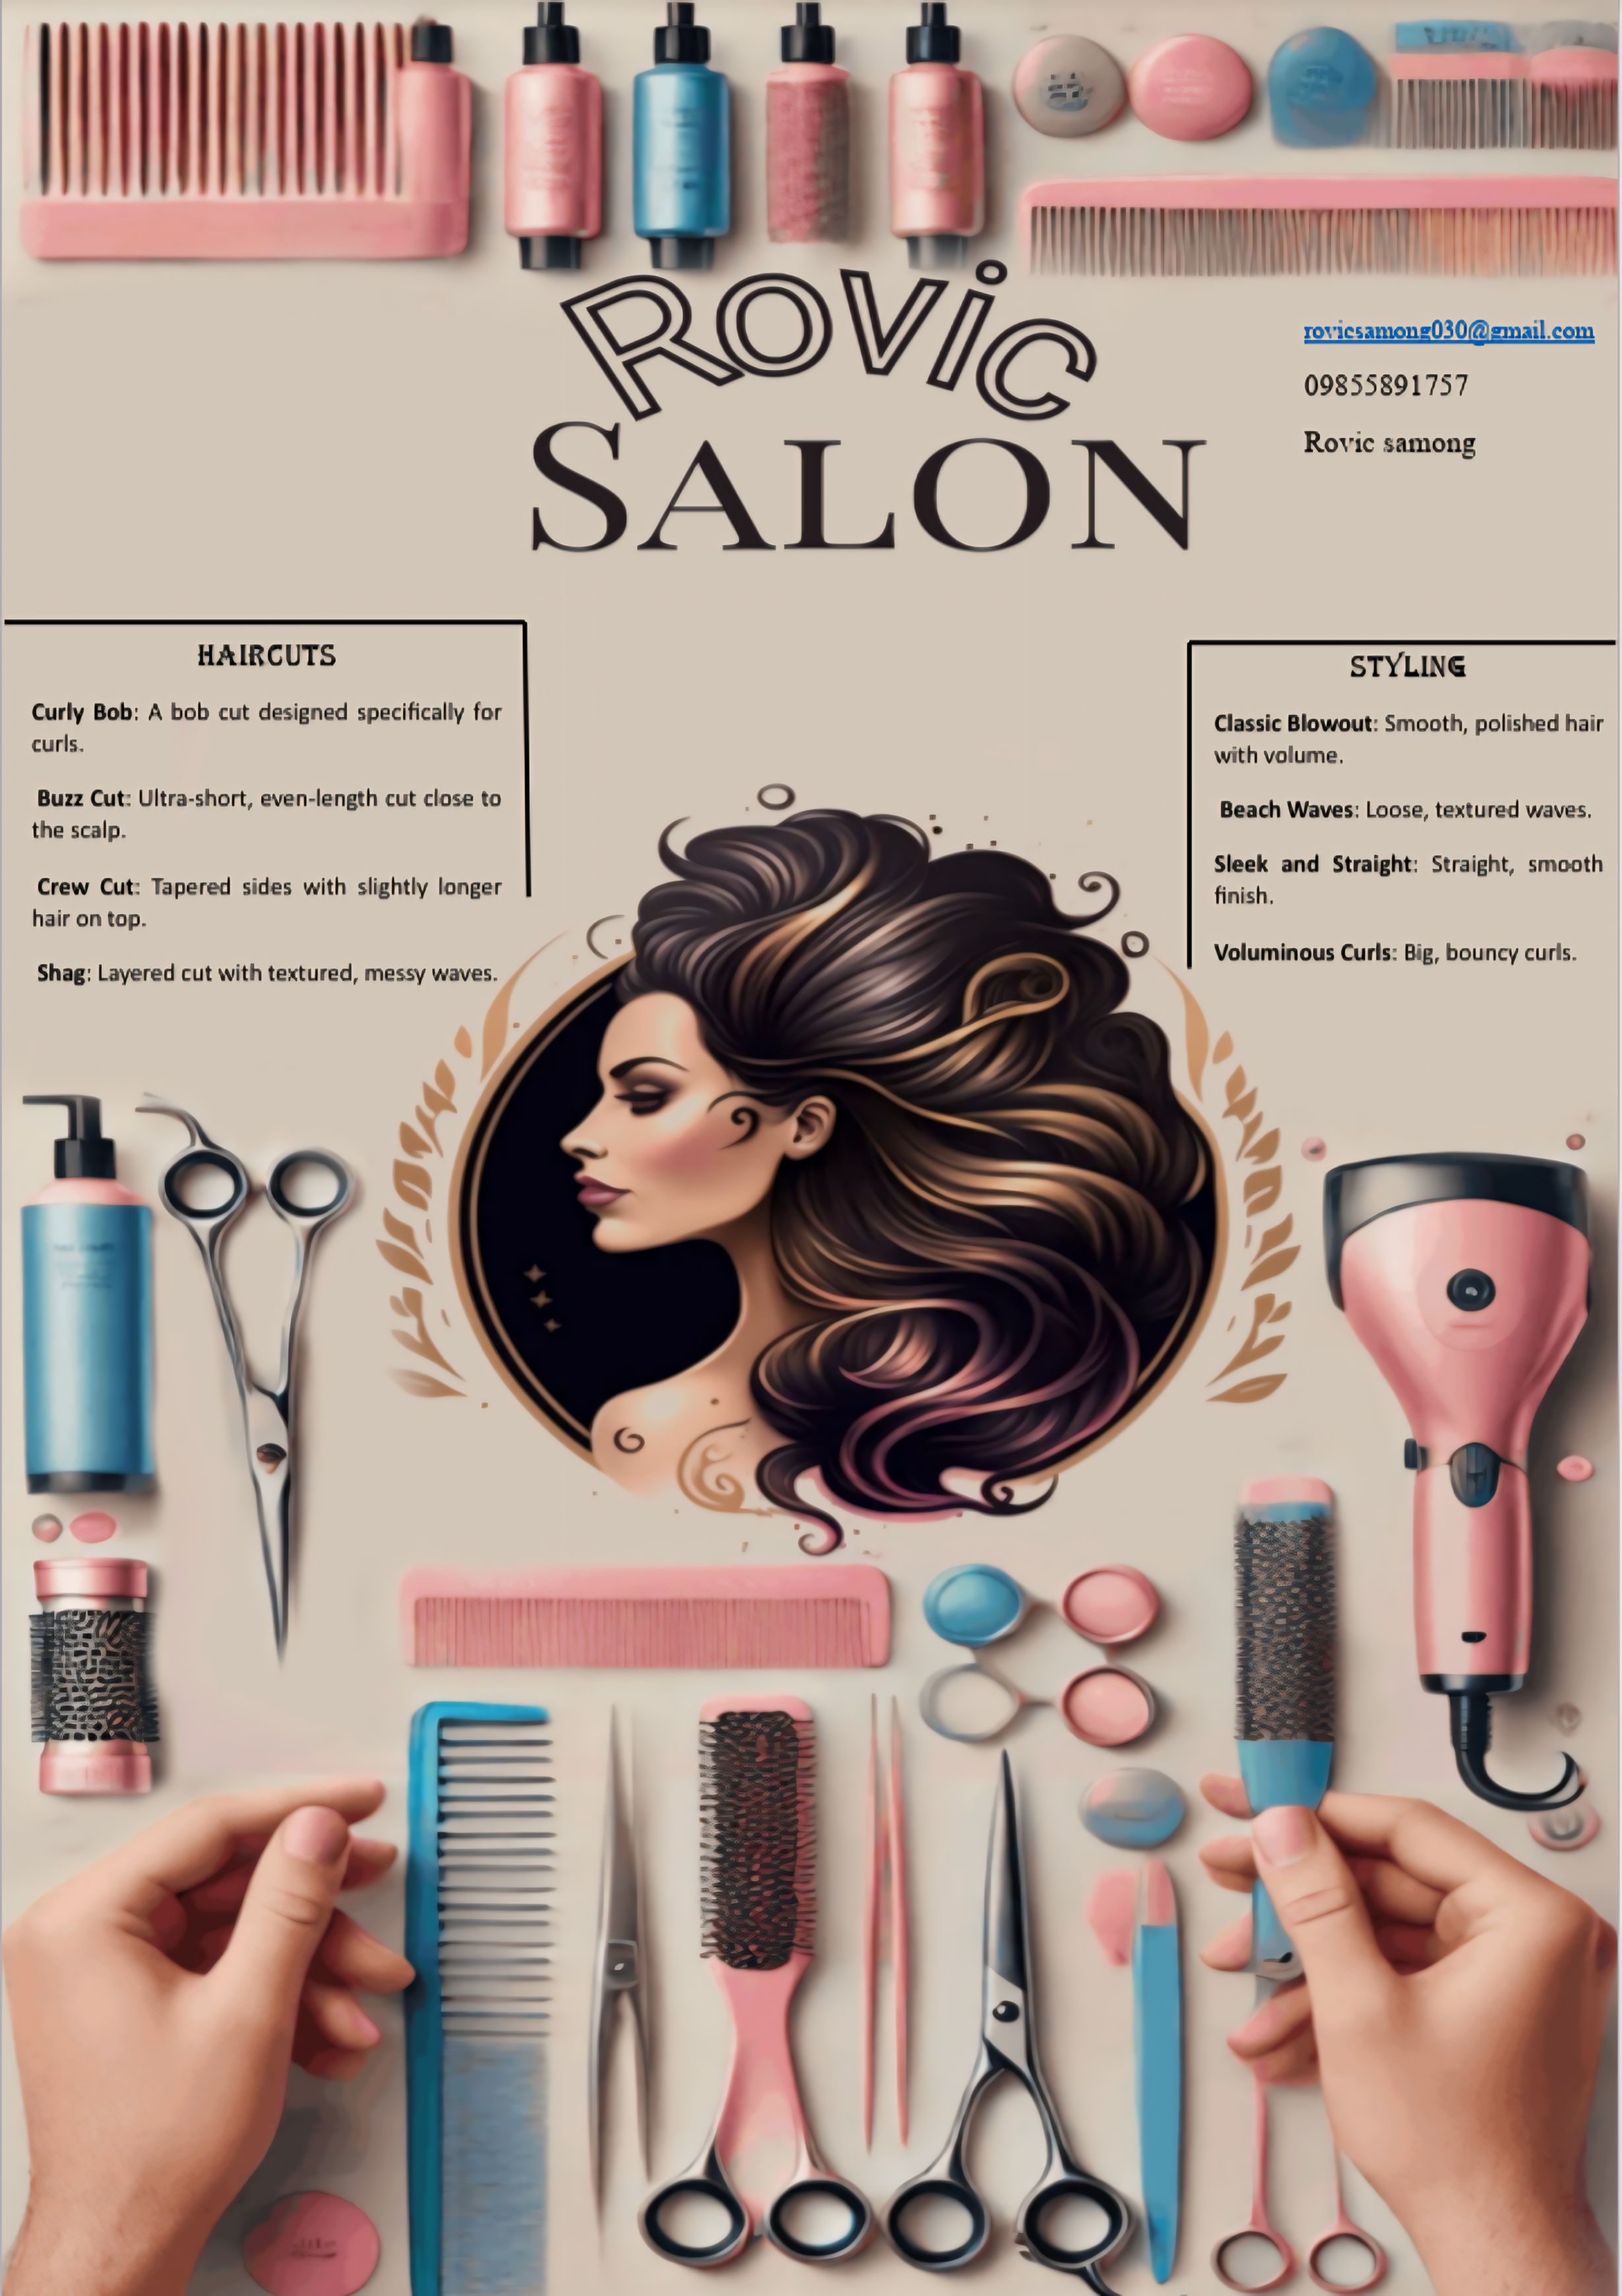 Rovic
SALON
rovicsamong030@gmail.com
09855891757
Rovic samong
HAIRCUTS
Curly Bob: A bob cut designed specifically for
curls.
Buzz Cut: Ultra-short, even-length cut close to
the scalp.
Crew Cut: Tapered sides with slightly longer
hair on top.
Shag: Layered cut with textured, messy waves.
STYLING
Classic Blowout: Smooth, polished hair
with volume.
Beach Waves: Loose, textured waves.
Sleek and Straight: Straight, smooth
finish.
Voluminous Curls: Big, bouncy curls.